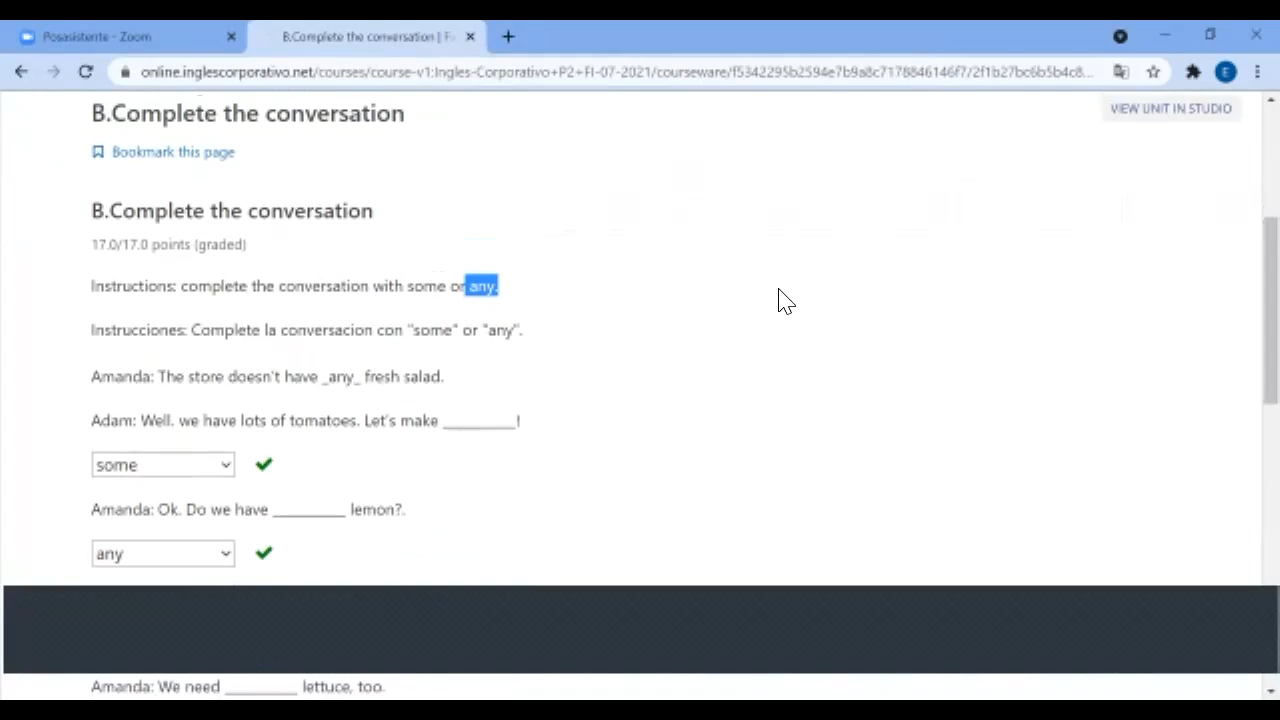 Posasistente - Zoom
B.Complete the conversation | F
online.inglescorporativo.net/courses/course-v1:Ingles-Corporativo+P2+FI-07-2021/courseware/f5342295b2594e7b9a8c7178846146f7/2f1b27bc6b5b4c8...
E
B.Complete the conversation
VIEW UNIT IN STUDIO
Bookmark this page
B.Complete the conversation
17.0/17.0 points (graded)
Instructions: complete the conversation with some or any.
Instrucciones: Complete la conversacion con "some" or "any".
Amanda: The store doesn't have _any_ fresh salad.
Adam: Well. we have lots of tomatoes. Let's make _________!
some
Amanda: Ok. Do we have _________ lemon?.
any
Amanda: We need _________ lettuce, too.